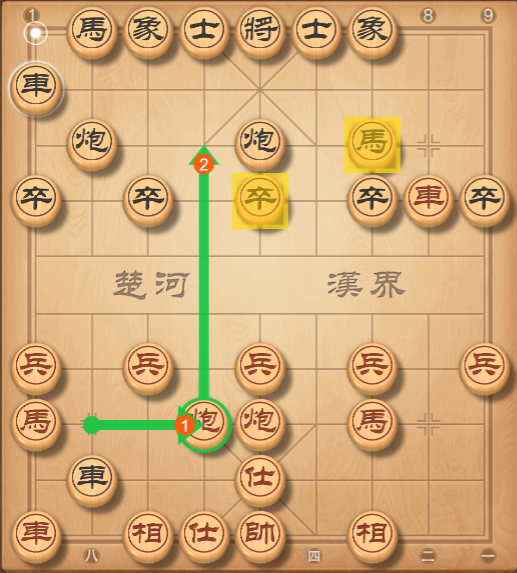 1 8 9
馬 象 士 將 士 象
車
炮 炮 馬
2
卒 卒 卒 卒 車 卒
楚河 漢界
兵 兵 兵 兵 兵
馬 1 炮 炮 馬
車 仕
車 相 仕 帥 相
八 四 二 一